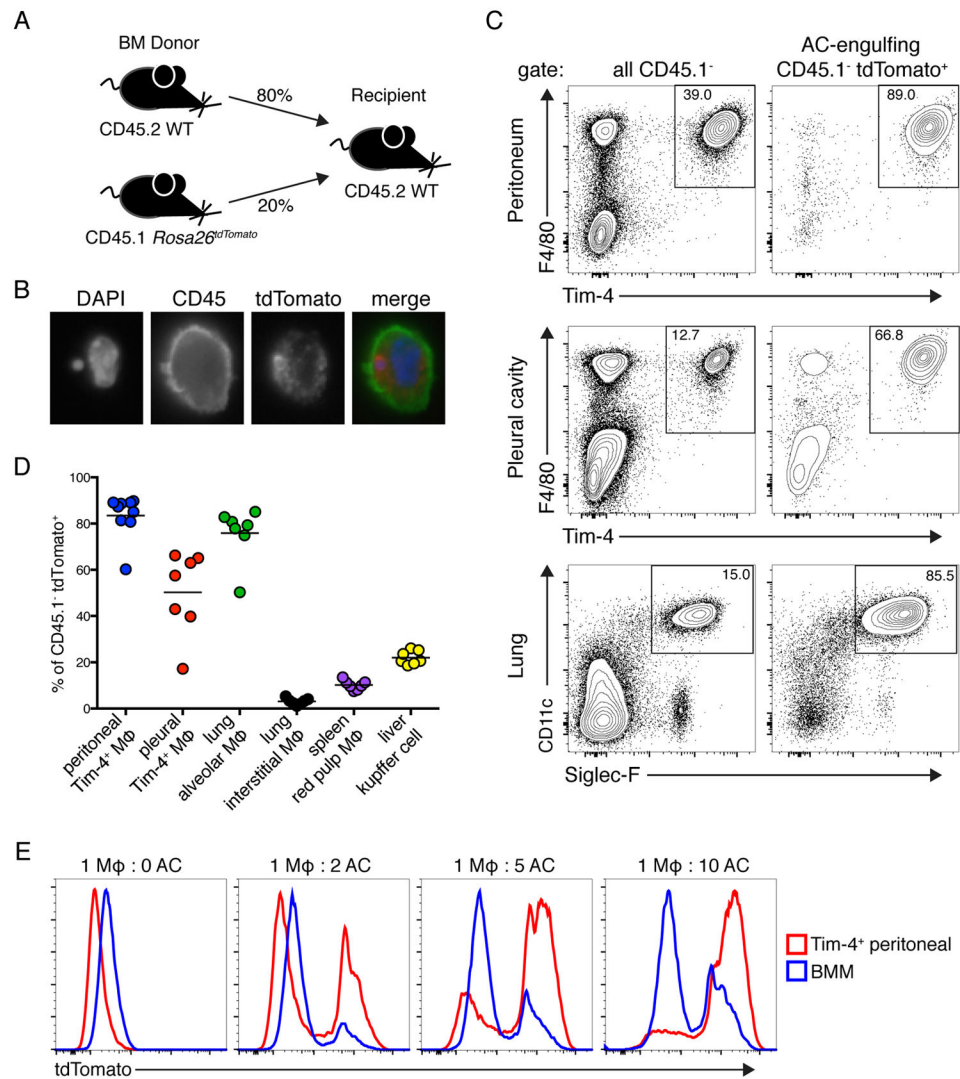 A
BM Donor
80%
Recipient
CD45.2 WT
20%
CD45.2 WT
CD45.1 Rosa26tdTomato
B
DAPI
CD45
tdTomato
merge
C
AC-engulfing
gate:
all CD45.1-
CD45.1- tdTomato+
39.0
89.0
Peritoneum
F4/80
Tim-4
12.7
66.8
Pleural cavity
F4/80
Tim-4
15.0
85.5
Lung
CD11c
Siglec-F
D
% of CD45.1- tdTomato+
100
80
60
40
20
0
peritoneal
Tim-4+ MΦ
pleural
Tim-4+ MΦ
lung
alveolar MΦ
lung
interstitial MΦ
spleen
red pulp MΦ
liver
kupffer cell
E
1 MΦ : 0 AC
1 MΦ : 2 AC
1 MΦ : 5 AC
1 MΦ : 10 AC
Tim-4+ peritoneal
BMM
tdTomato